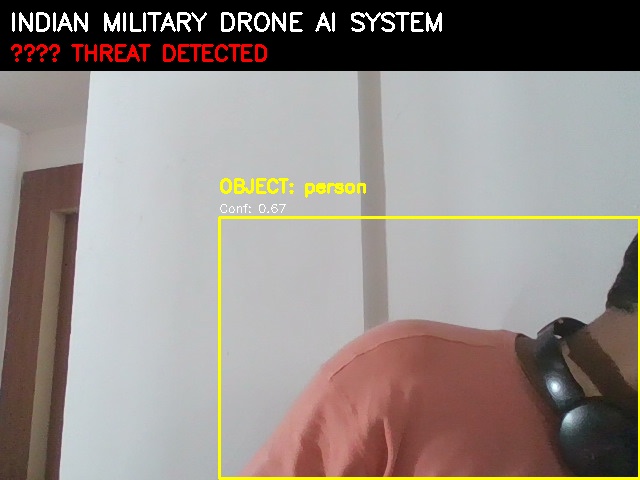 INDIAN MILITARY DRONE AI SYSTEM
???? THREAT DETECTED
OBJECT: person
Conf: 0.67